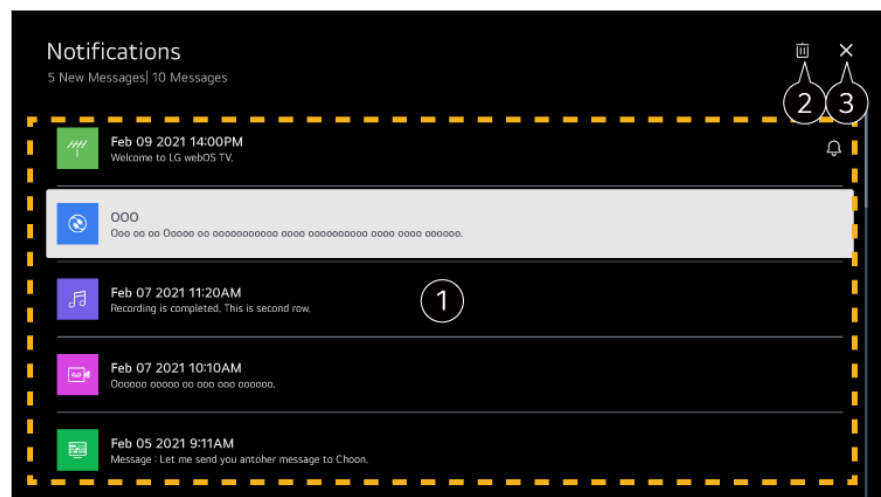 Notifications
5 New Messages| 10 Messages
2
3
Feb 09 2021 14:00PM
Welcome to LG webOS TV.
OOO
Ooo oo oo Ooooo oo ooooooooooo oooo oooooooooo oooo oooo oooooo.
Feb 07 2021 11:20AM
Recording is completed. This is second row.
1
Feb 07 2021 10:10AM
Oooooo ooooo oo ooo ooo oooooo.
Feb 05 2021 9:11AM
Message : Let me send you antoher message to Choon.